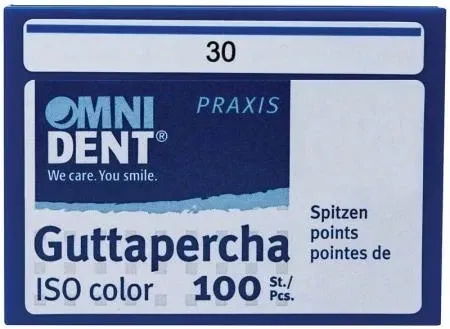 30
OMNI
DENT®
PRAXIS
We care. You smile.
Guttapercha
ISO color 100 St./Pcs.
Spitzen
points
pointes de